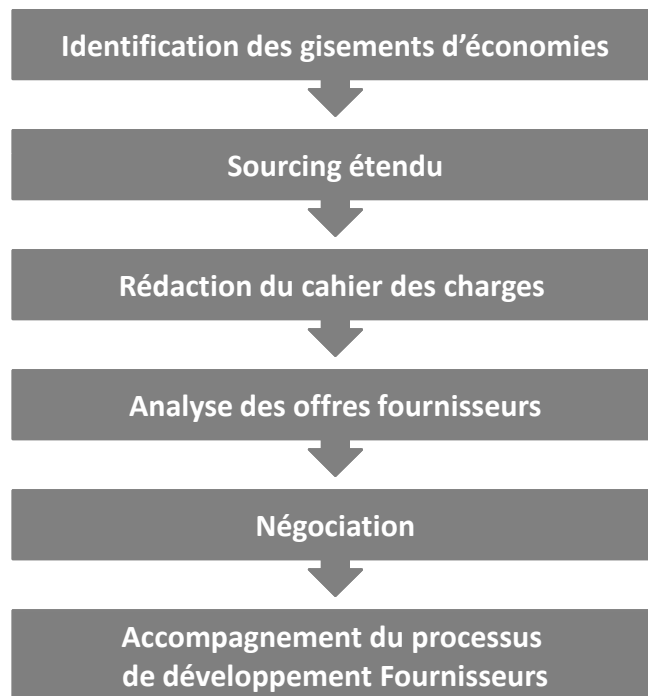 Identification des gisements d’économies
Sourcing étendu
Rédaction du cahier des charges
Analyse des offres fournisseurs
Négociation
Accompagnement du processus
de développement Fournisseurs